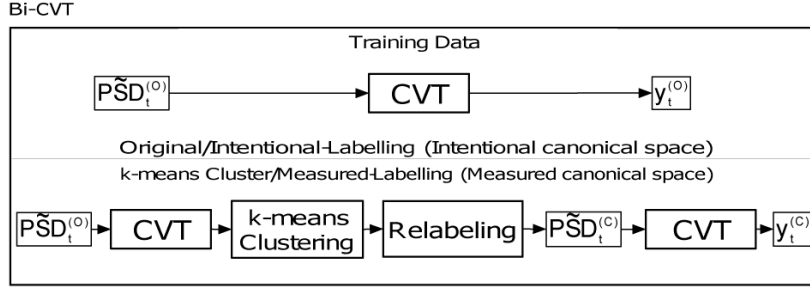 Bi-CVT
Training Data
PS̃D_t^(O) CVT y_t^(O)
Original/Intentional-Labelling (Intentional canonical space)
k-means Cluster/Measured-Labelling (Measured canonical space)
PS̃D_t^(O) CVT k-means Clustering Relabeling PS̃D_t^(C) CVT y_t^(C)